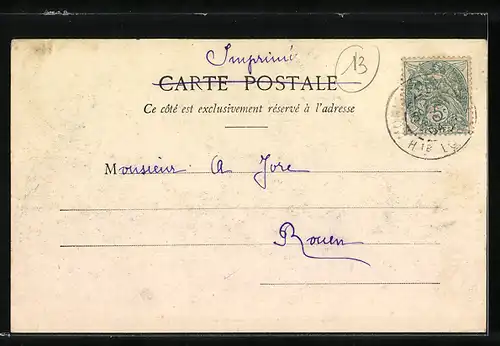 Imprimé
13
CARTE POSTALE
Ce côté est exclusivement réservé à l'adresse
Monsieur A Jore
Rouen